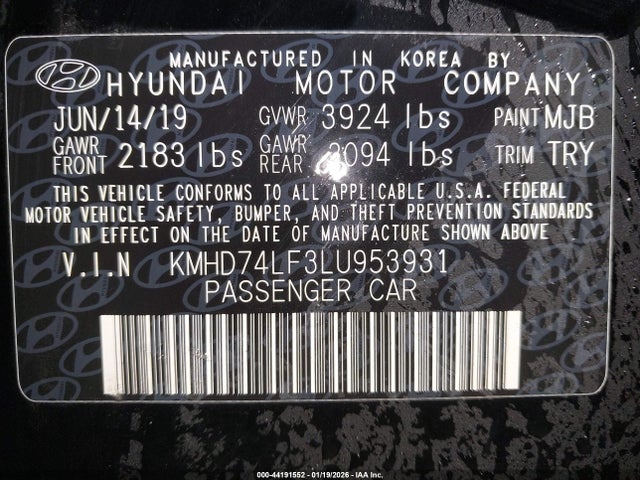 MANUFACTURED IN KOREA BY
HYUNDAI MOTOR COMPANY
JUN/14/19 GVWR 3924 lbs PAINT MJB
GAWR FRONT 2183 lbs GAWR REAR 2094 lbs TRIM TRY
THIS VEHICLE CONFORMS TO ALL APPLICABLE U.S.A. FEDERAL
MOTOR VEHICLE SAFETY, BUMPER, AND THEFT PREVENTION STANDARDS
IN EFFECT ON THE DATE OF MANUFACTURE SHOWN ABOVE
V.I.N KMHD74LF3LU953931
PASSENGER CAR
000-44191552 - 01/19/2026 - IAA Inc.